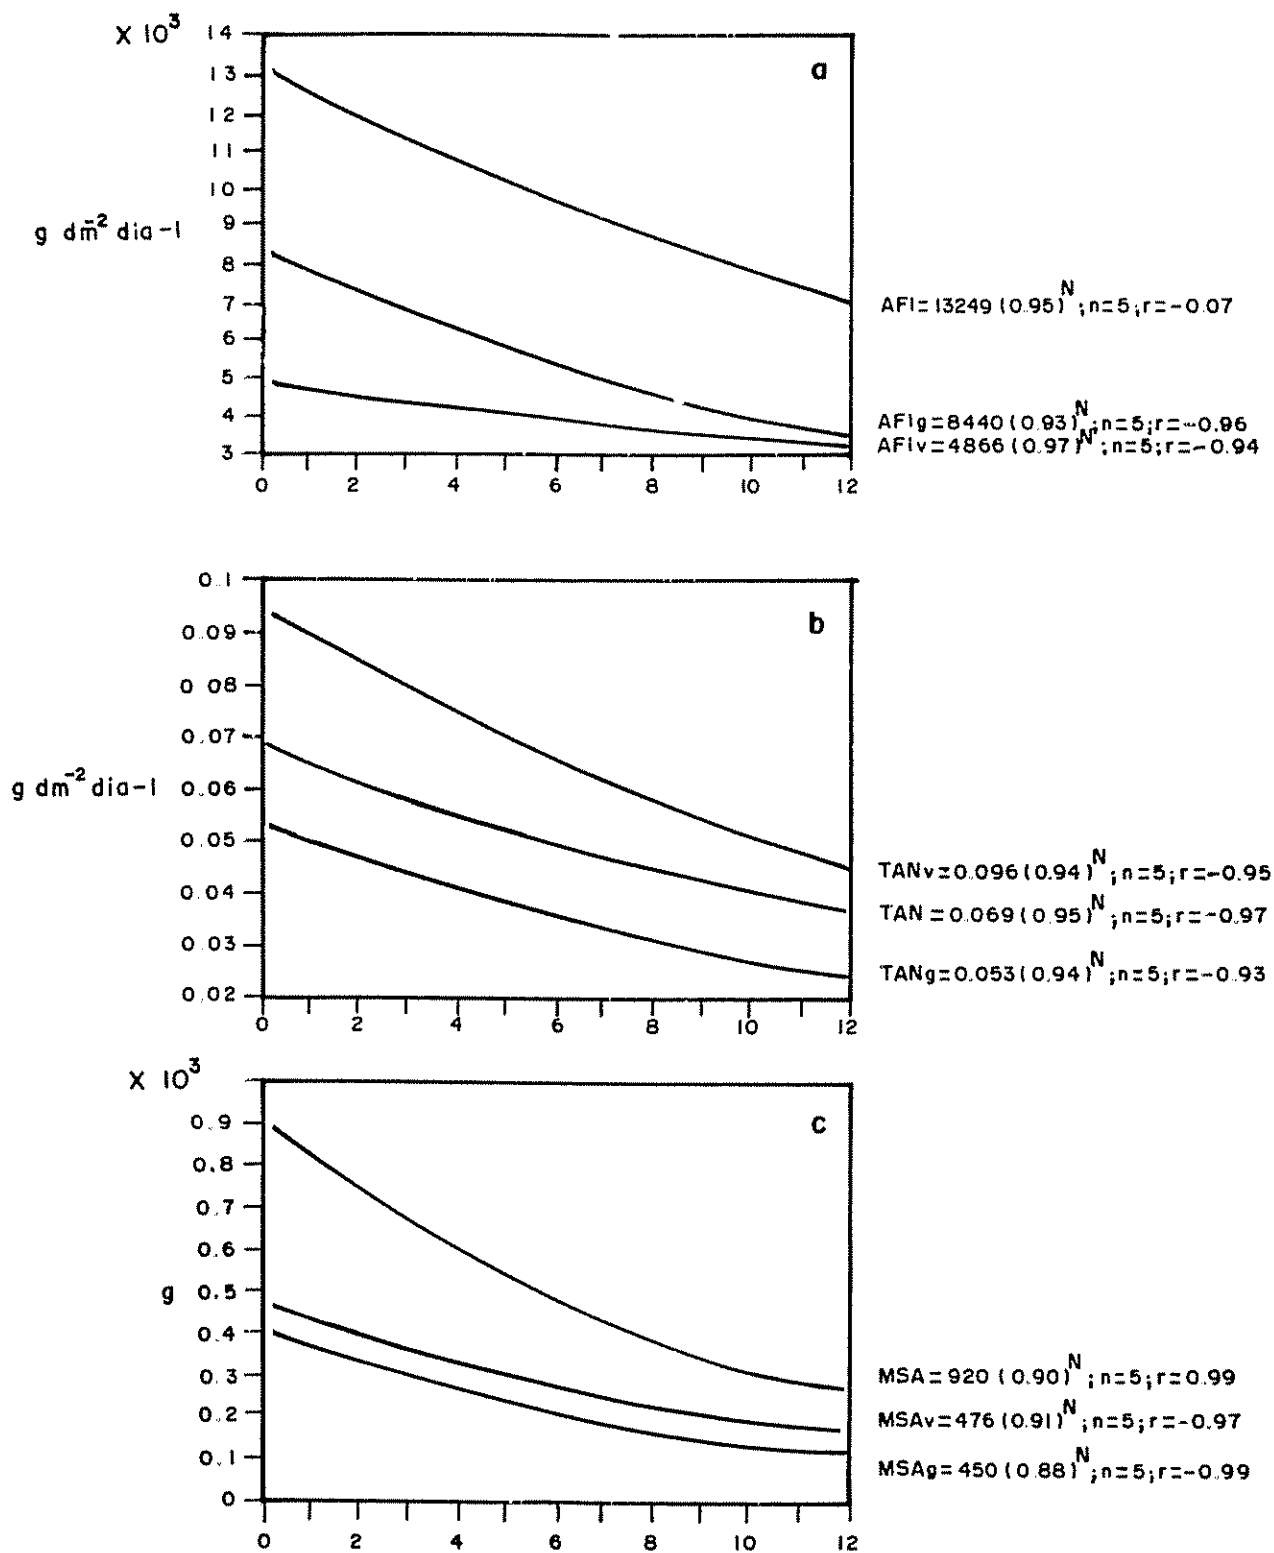 X 10³ 14
a
13
12
11
10
g dm⁻² dia-1 9
8
7
AFl=13249(0.95)ᴺ;n=5;r=-0.07
6
5
4
AFlg=8440(0.93)ᴺ;n=5;r=-0.96
AFlv=4866(0.97)ᴺ;n=5;r=-0.94
3
0 2 4 6 8 10 12
0.1
b
0.09
0.08
0.07
g dm⁻² dia-1 0.06
0.05
TANv=0.096(0.94)ᴺ;n=5;r=-0.95
0.04
TAN=0.069(0.95)ᴺ;n=5;r=-0.97
0.03
TANg=0.053(0.94)ᴺ;n=5;r=-0.93
0.02
0 2 4 6 8 10 12
X 10³
c
0.9
0.8
0.7
0.6
g 0.5
0.4
0.3
MSA=920 (0.90)ᴺ;n=5;r=0.99
0.2
MSAv=476 (0.91)ᴺ;n=5;r=-0.97
0.1
MSAg=450(0.88)ᴺ;n=5;r=-0.99
0
0 2 4 6 8 10 12